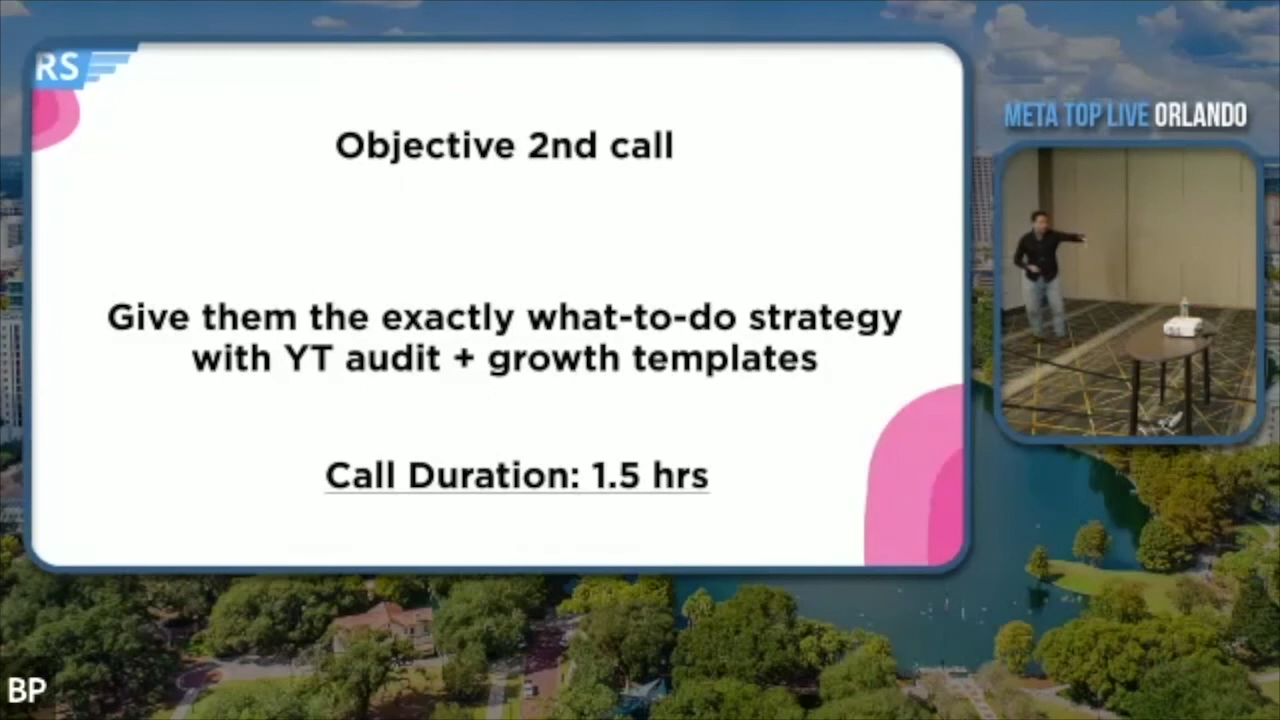 RS
Objective 2nd call
Give them the exactly what-to-do strategy
with YT audit + growth templates
Call Duration: 1.5 hrs
META TOP LIVE ORLANDO
BP